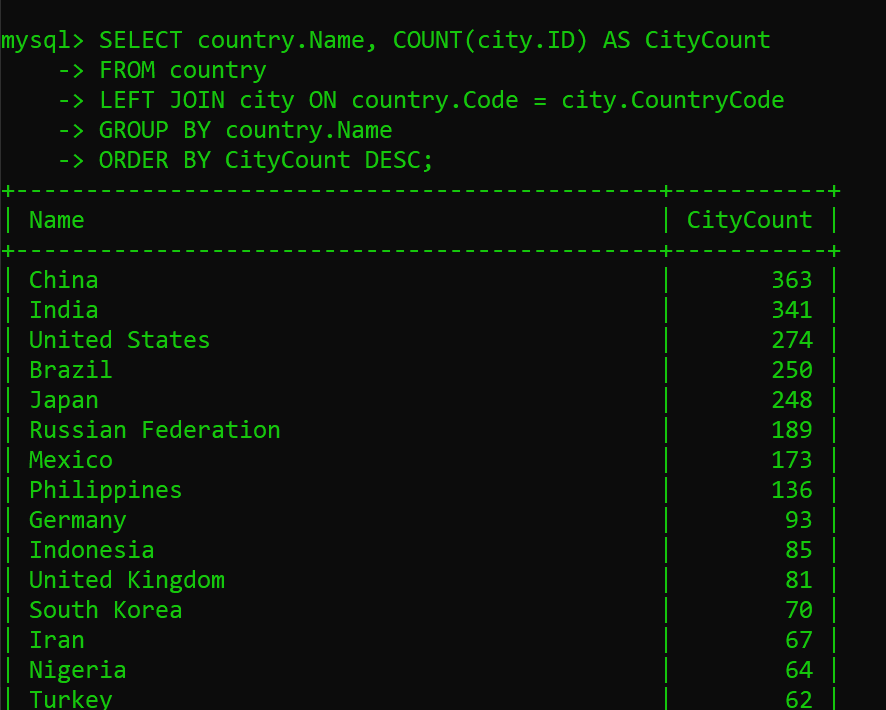 mysql> SELECT country.Name, COUNT(city.ID) AS CityCount
    -> FROM country
    -> LEFT JOIN city ON country.Code = city.CountryCode
    -> GROUP BY country.Name
    -> ORDER BY CityCount DESC;
+----------------------------------------------+-----------+
| Name                                         | CityCount |
+----------------------------------------------+-----------+
| China                                        |       363 |
| India                                        |       341 |
| United States                                |       274 |
| Brazil                                       |       250 |
| Japan                                        |       248 |
| Russian Federation                           |       189 |
| Mexico                                       |       173 |
| Philippines                                  |       136 |
| Germany                                      |        93 |
| Indonesia                                    |        85 |
| United Kingdom                               |        81 |
| South Korea                                  |        70 |
| Iran                                         |        67 |
| Nigeria                                      |        64 |
| Turkey                                       |        62 |